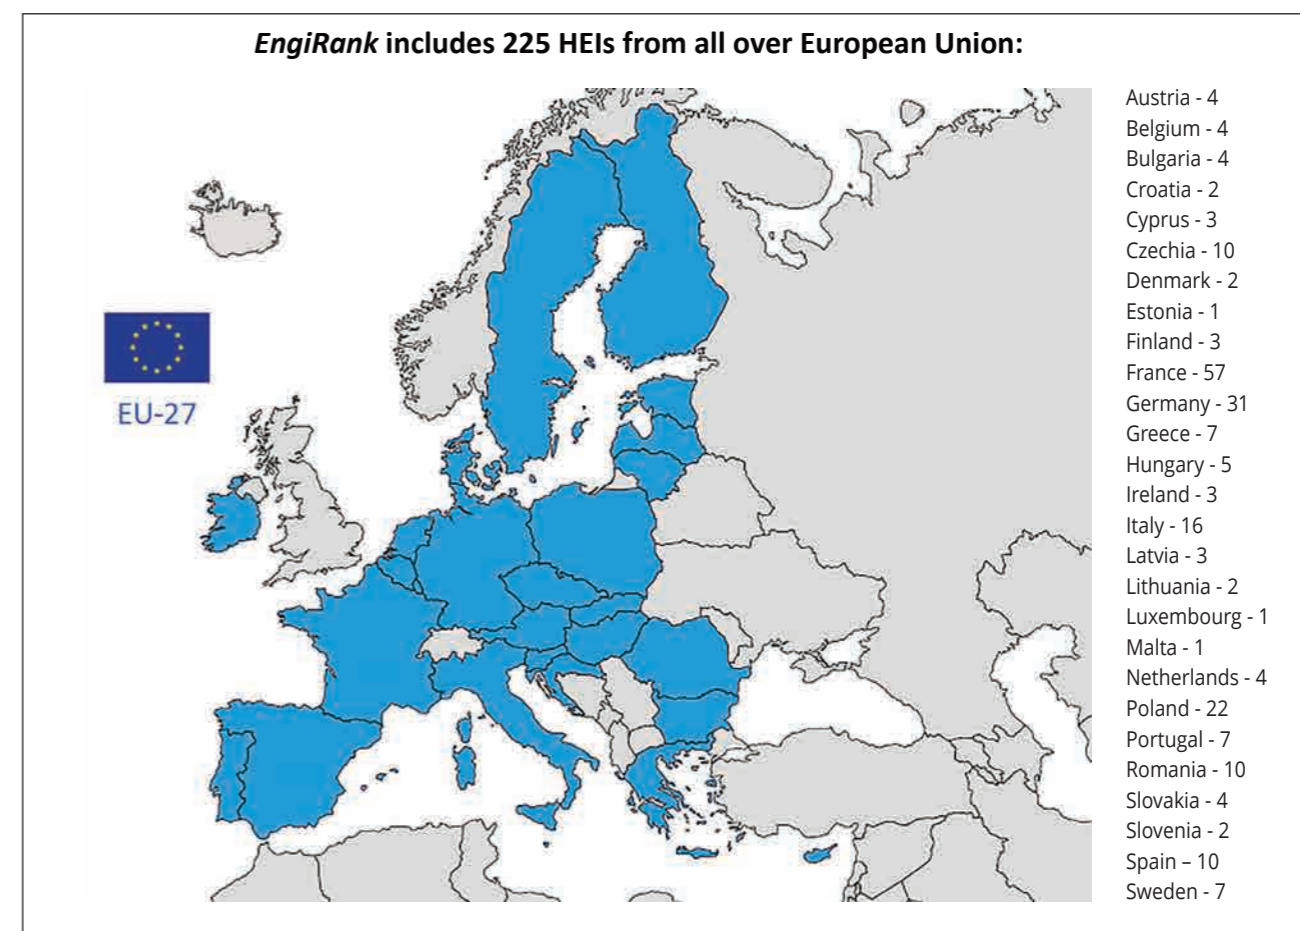 EngiRank includes 225 HEIs from all over European Union:
EU-27
Austria - 4
Belgium - 4
Bulgaria - 4
Croatia - 2
Cyprus - 3
Czechia - 10
Denmark - 2
Estonia - 1
Finland - 3
France - 57
Germany - 31
Greece - 7
Hungary - 5
Ireland - 3
Italy - 16
Latvia - 3
Lithuania - 2
Luxembourg - 1
Malta - 1
Netherlands - 4
Poland - 22
Portugal - 7
Romania - 10
Slovakia - 4
Slovenia - 2
Spain – 10
Sweden - 7